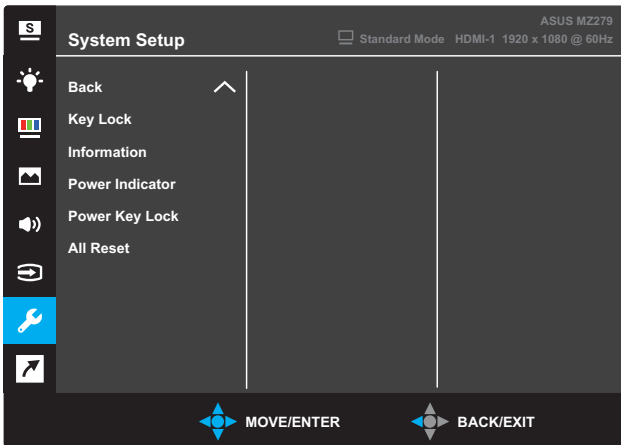 S
ASUS MZ279
System Setup
Standard Mode HDMI-1 1920 x 1080 @ 60Hz
Back
Key Lock
Information
Power Indicator
Power Key Lock
All Reset
MOVE/ENTER
BACK/EXIT